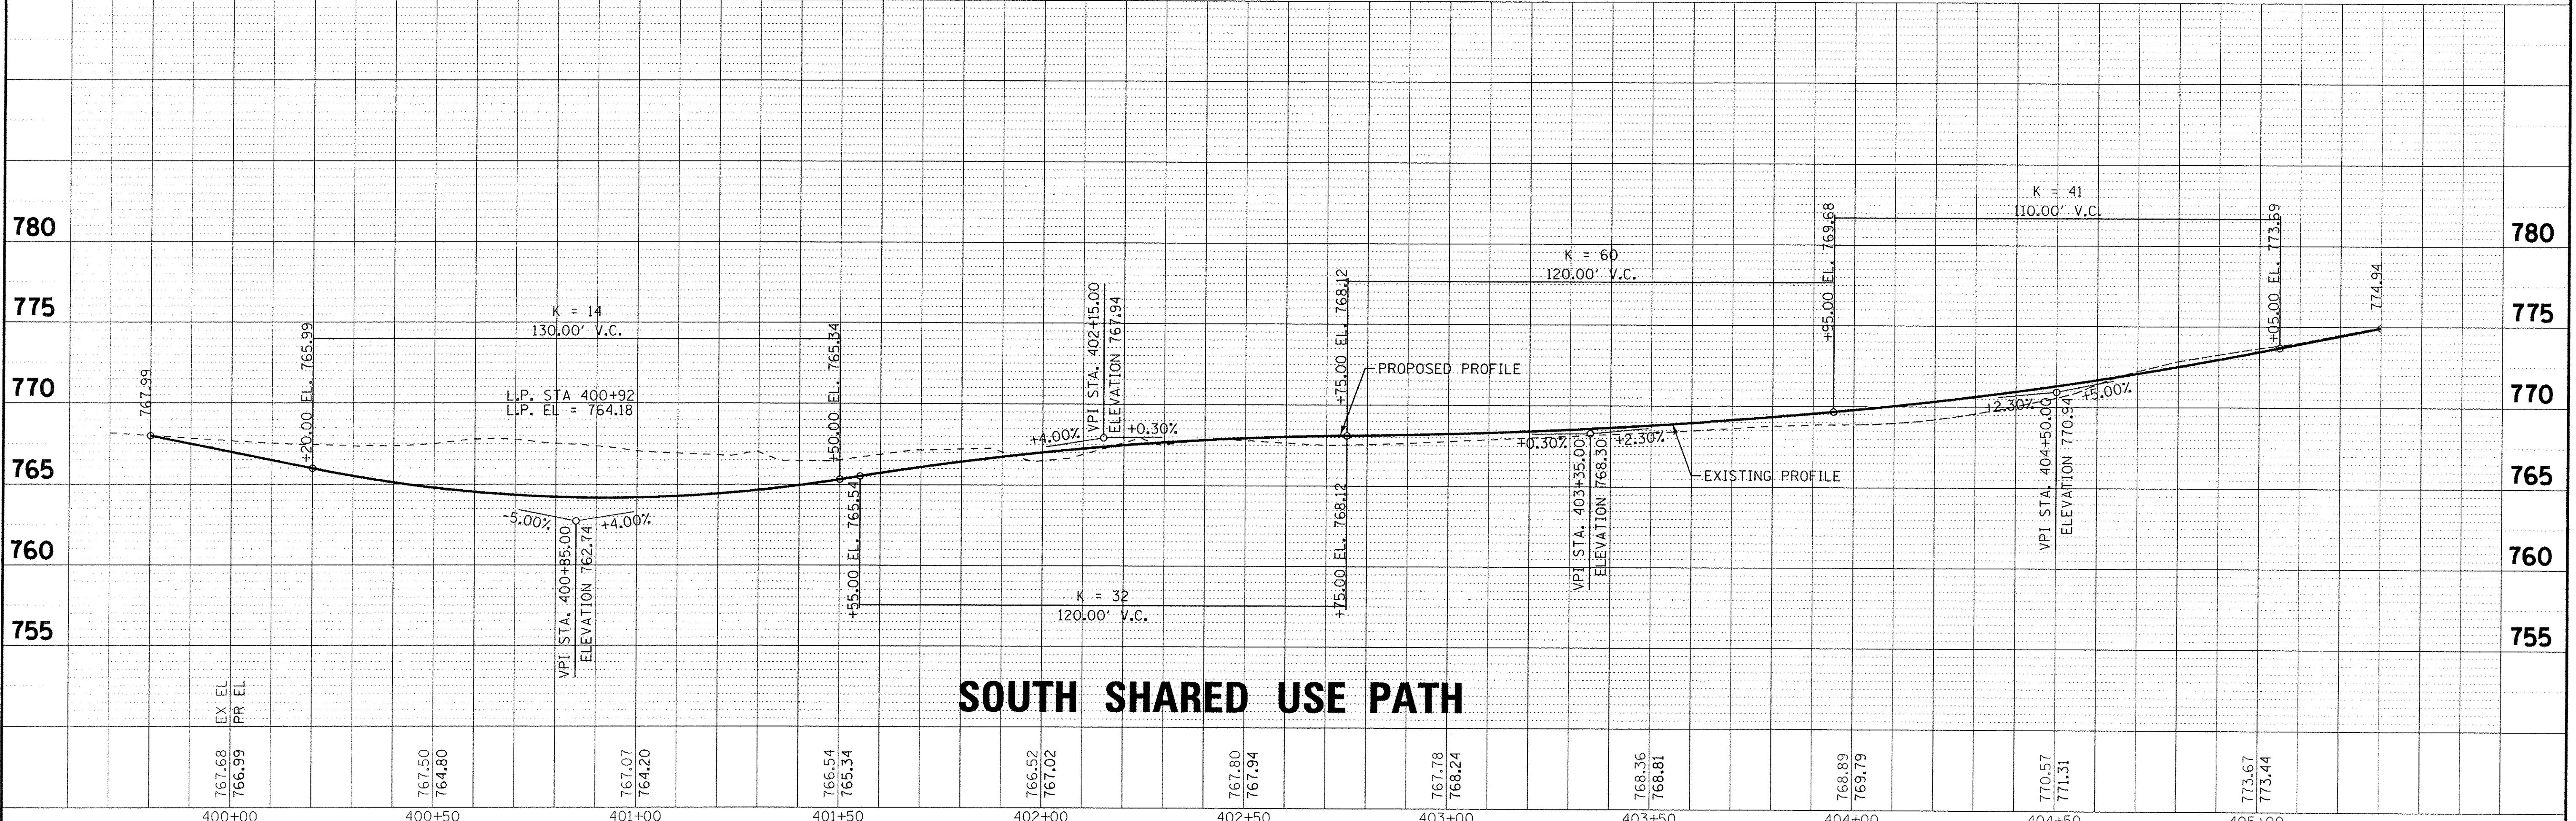 780
775
770
765
760
755
780
775
770
765
760
755
767.99
+20.00 EL. 765.99
K = 14
130.00' V.C.
L.P. STA 400+92
L.P. EL = 764.18
+50.00 EL. 765.34
-5.00%
+4.00%
VPI STA. 400+85.00
ELEVATION 762.74
+55.00 EL. 765.54
K = 32
120.00' V.C.
+4.00%
+0.30%
VPI STA. 402+15.00
ELEVATION 767.94
+75.00 EL. 768.12
+75.00 EL. 768.12
PROPOSED PROFILE
K = 60
120.00' V.C.
+0.30%
+2.30%
VPI STA. 403+35.00
ELEVATION 768.30
EXISTING PROFILE
+95.00 EL. 769.68
K = 41
110.00' V.C.
+2.30%
+5.00%
VPI STA. 404+50.00
ELEVATION 770.94
+05.00 EL. 773.69
774.94
SOUTH SHARED USE PATH
EX EL
PR EL
767.68
766.99
767.50
764.80
767.07
764.20
766.54
765.34
766.52
767.02
767.80
767.94
767.78
768.24
768.36
768.81
768.89
769.79
770.57
771.31
773.67
773.44
400+00
400+50
401+00
401+50
402+00
402+50
403+00
403+50
404+00
404+50
405+00